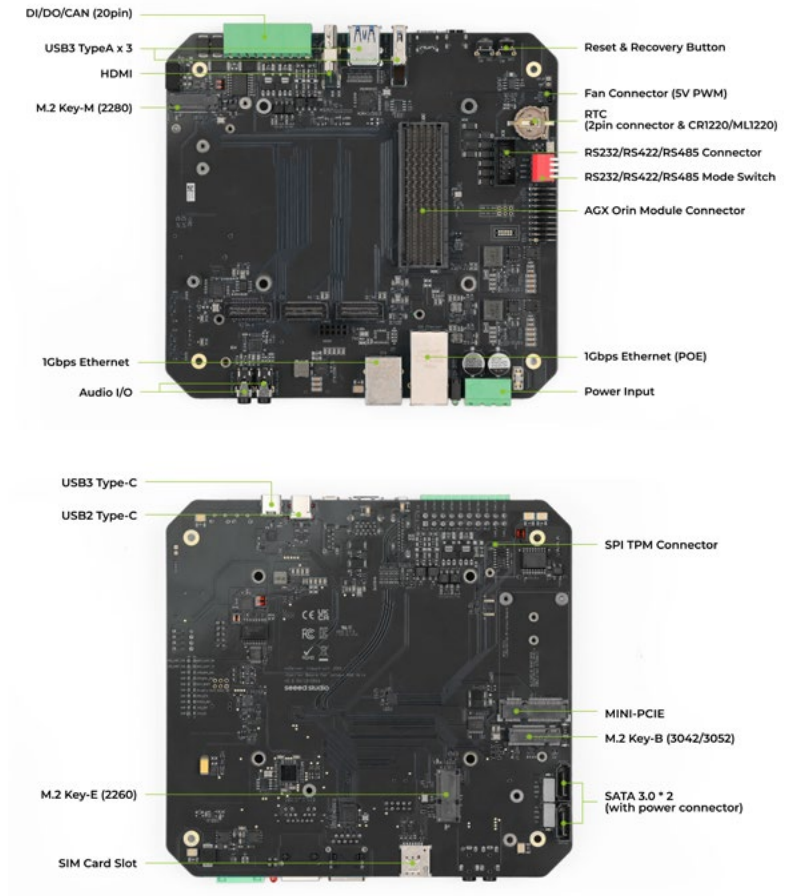 DI/DO/CAN (20pin)
USB3 TypeA x 3
HDMI
M.2 Key-M (2280)
Reset & Recovery Button
Fan Connector (5V PWM)
RTC
(2pin connector & CR1220/ML1220)
RS232/RS422/RS485 Connector
RS232/RS422/RS485 Mode Switch
AGX Orin Module Connector
1Gbps Ethernet
Audio I/O
1Gbps Ethernet (POE)
Power Input
USB3 Type-C
USB2 Type-C
SPI TPM Connector
CE
seeed studio
MINI-PCIE
M.2 Key-B (3042/3052)
M.2 Key-E (2260)
SATA 3.0 * 2
(with power connector)
SIM Card Slot